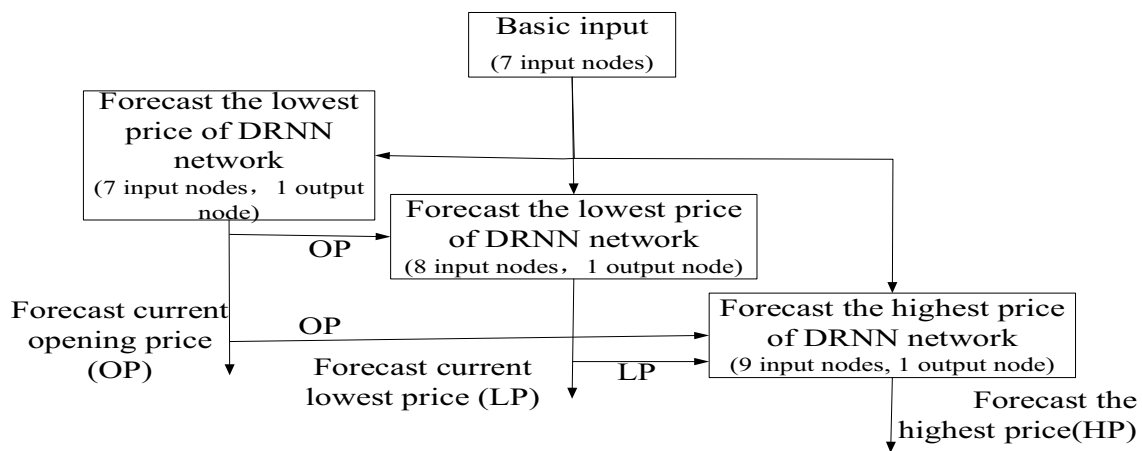 Basic input
(7 input nodes)
Forecast the lowest
price of DRNN
network
(7 input nodes，1 output
node)
Forecast the lowest price
of DRNN network
(8 input nodes，1 output node)
OP
Forecast the highest price
of DRNN network
(9 input nodes, 1 output node)
Forecast current
opening price
(OP)
OP
Forecast current
lowest price (LP)
LP
Forecast the
highest price(HP)